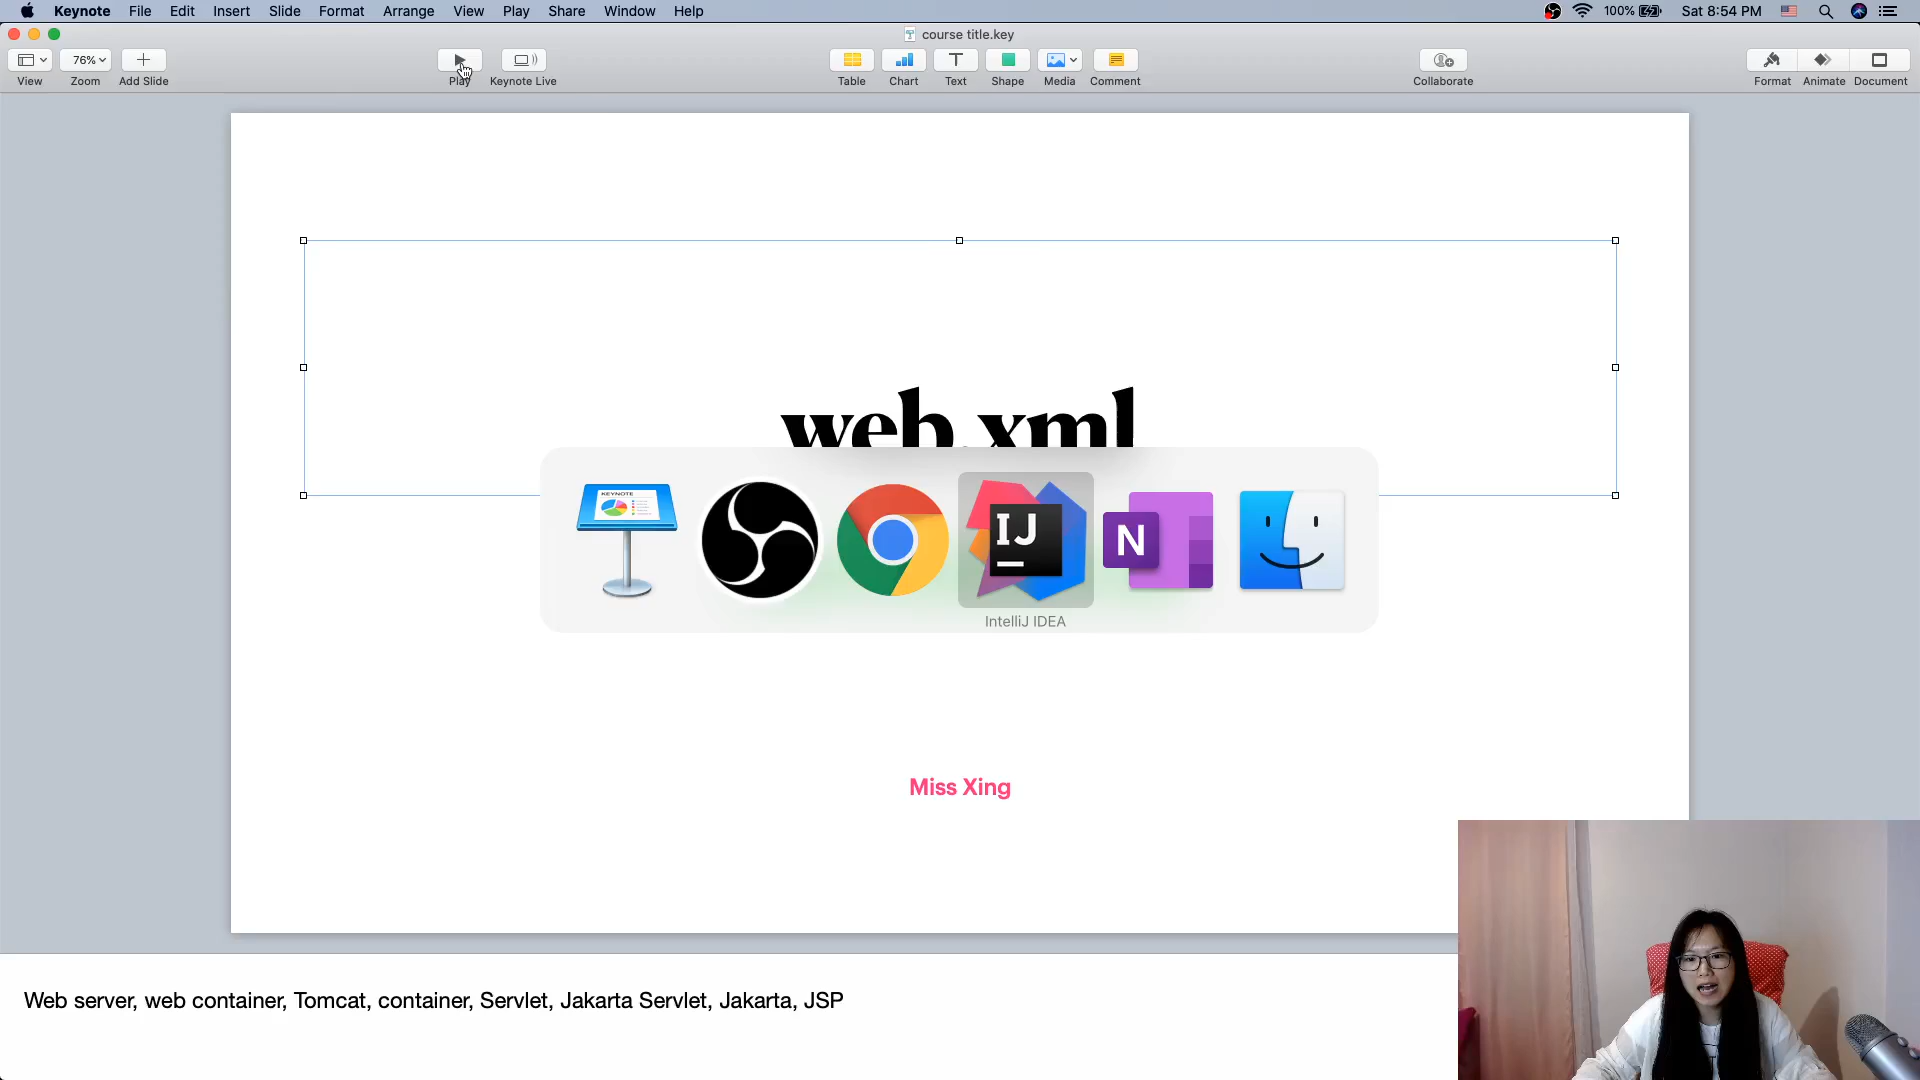 Keynote File Edit Insert Slide Format Arrange View Play Share Window Help 100% Sat 8:54 PM
course title.key
76%
View Zoom Add Slide Play Keynote Live Table Chart Text Shape Media Comment Collaborate Format Animate Document
web.xml
KEYNOTE
IJ
N
IntelliJ IDEA
Miss Xing
Web server, web container, Tomcat, container, Servlet, Jakarta Servlet, Jakarta, JSP